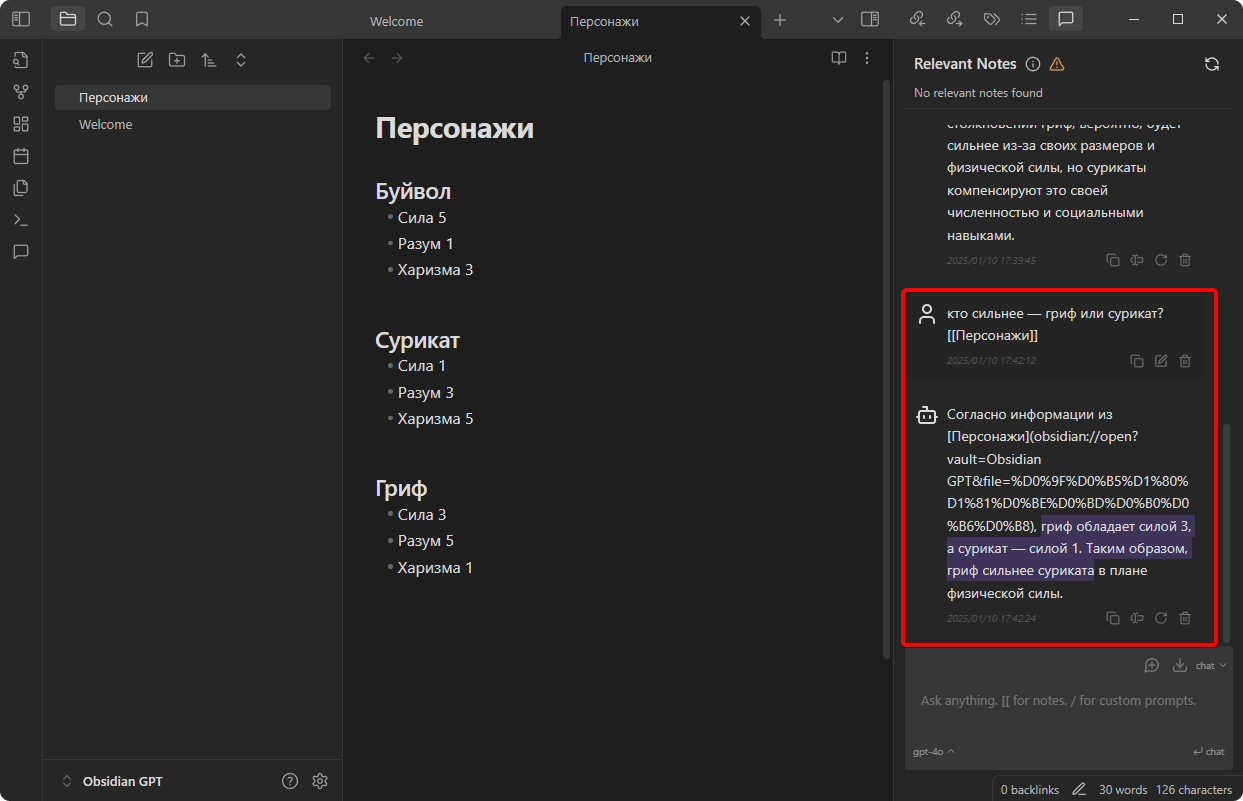 Welcome
Персонажи
Персонажи
Welcome
Obsidian GPT
Персонажи
Персонажи
Буйвол
Сила 5
Разум 1
Харизма 3
Сурикат
Сила 1
Разум 3
Харизма 5
Гриф
Сила 3
Разум 5
Харизма 1
Relevant Notes
No relevant notes found
столкновении гриф, вероятно, будет
сильнее из-за своих размеров и
физической силы, но сурикаты
компенсируют это своей
численностью и социальными
навыками.
2025/01/10 17:39:45
кто сильнее — гриф или сурикат?
[[Персонажи]]
2025/01/10 17:42:12
Согласно информации из
[Персонажи](obsidian://open?
vault=Obsidian
GPT&file=%D0%9F%D0%B5%D1%80%
D1%81%D0%BE%D0%BD%D0%B0%D0
%B6%D0%B8), гриф обладает силой 3,
а сурикат — силой 1. Таким образом,
гриф сильнее суриката в плане
физической силы.
2025/01/10 17:42:24
chat
Ask anything. [[ for notes. / for custom prompts.
gpt-4o
chat
0 backlinks
30 words
126 characters